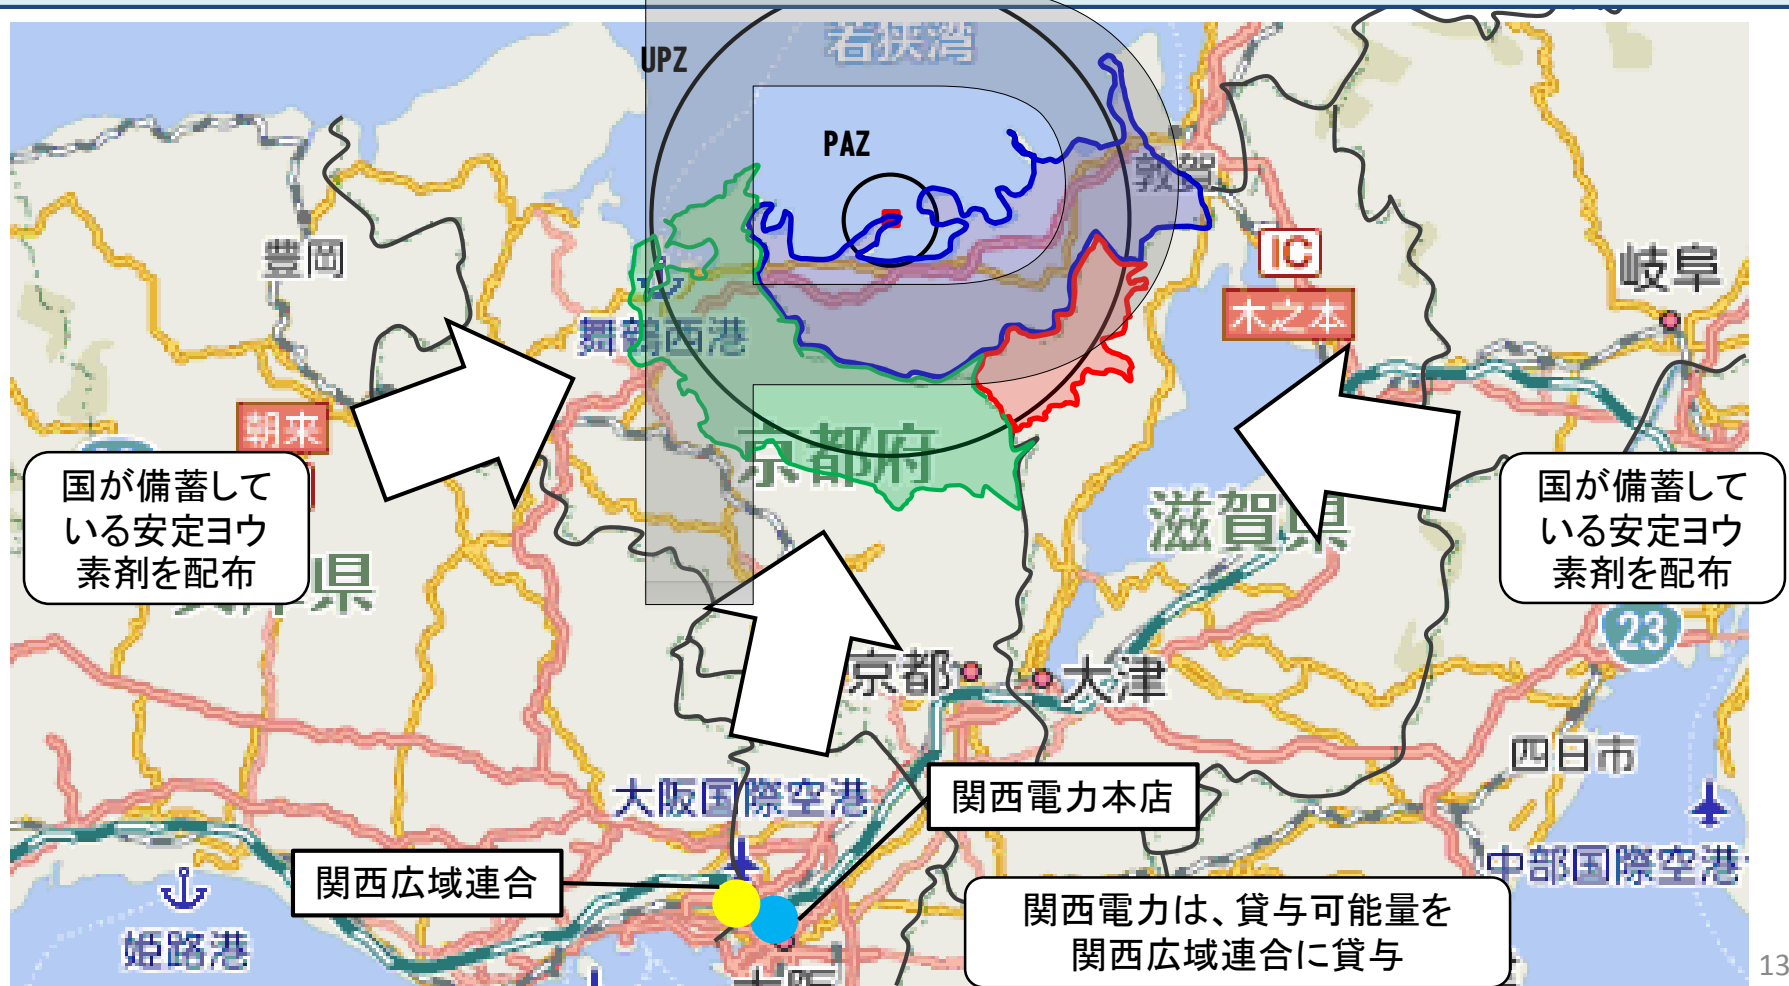 若狭湾
UPZ
PAZ
敦賀
豊岡
IC
木之本
岐阜
舞鶴西港
朝来
京都府
国が備蓄して
いる安定ヨウ
素剤を配布
滋賀県
国が備蓄して
いる安定ヨウ
素剤を配布
県
23
京都
大津
四日市
大阪国際空港
関西電力本店
関西広域連合
中部国際空港
姫路港
関西電力は、貸与可能量を
関西広域連合に貸与
大阪
13